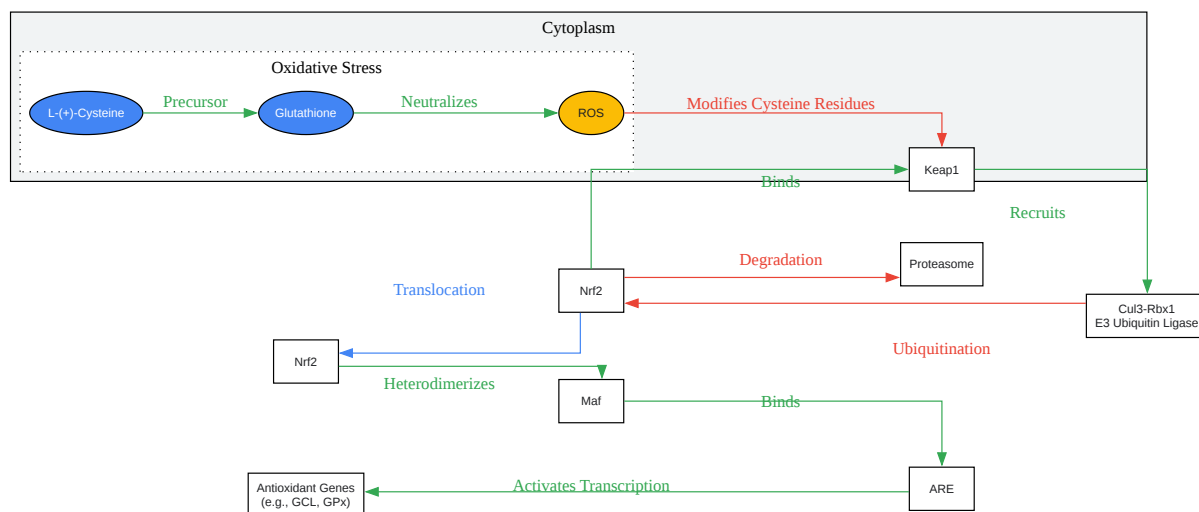 Cytoplasm
Oxidative Stress
L-(+)-Cysteine
Precursor
Glutathione
Neutralizes
ROS
Modifies Cysteine Residues
Keap1
Binds
Recruits
Degradation
Proteasome
Translocation
Nrf2
Cul3-Rbx1
E3 Ubiquitin Ligase
Ubiquitination
Nrf2
Heterodimerizes
Maf
Binds
Antioxidant Genes
(e.g., GCL, GPx)
Activates Transcription
ARE